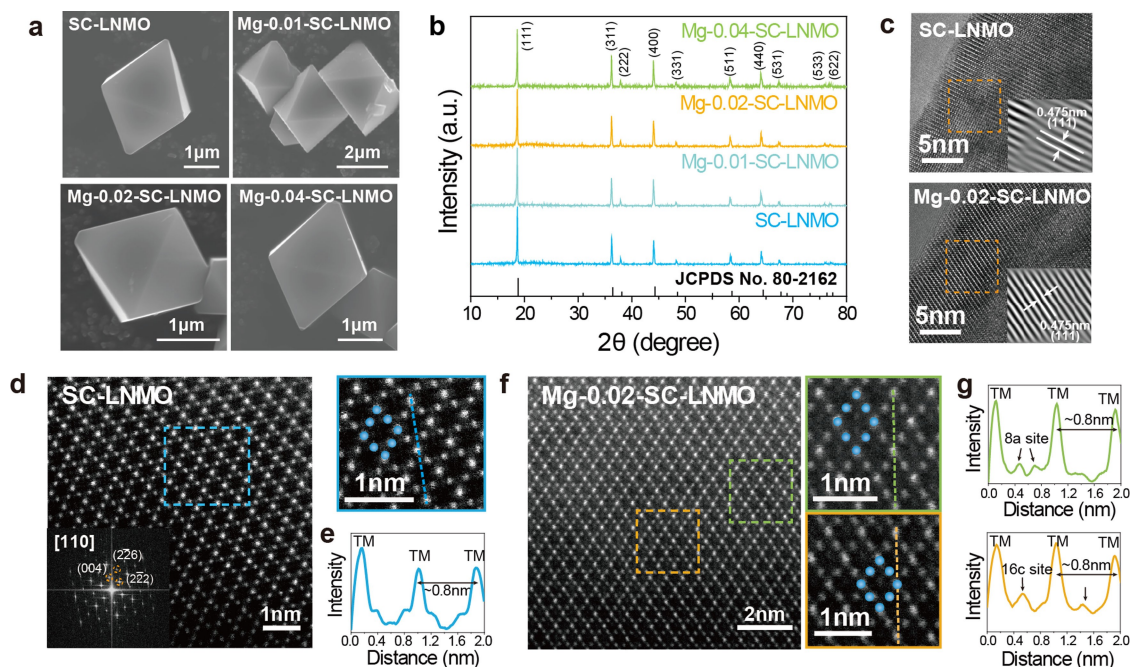 a
SC-LNMO
1μm
Mg-0.01-SC-LNMO
2μm
Mg-0.02-SC-LNMO
1μm
Mg-0.04-SC-LNMO
1μm
b
Intensity (a.u.)
Mg-0.04-SC-LNMO
(111)
(311)
(222)
(400)
(331)
(511)
(440)
(531)
(533)
(622)
Mg-0.02-SC-LNMO
Mg-0.01-SC-LNMO
SC-LNMO
JCPDS No. 80-2162
10 20 30 40 50 60 70 80
2θ (degree)
c
SC-LNMO
0.475nm
(111)
5nm
Mg-0.02-SC-LNMO
0.475nm
(111)
5nm
d
SC-LNMO
[110]
(2̅26)
(004)
(22̅2)
1nm
1nm
e
Intensity
TM TM TM
~0.8nm
0.0 0.4 0.8 1.2 1.6 2.0
Distance (nm)
f
Mg-0.02-SC-LNMO
2nm
1nm
1nm
g
Intensity
TM TM TM
~0.8nm
8a site
0.0 0.4 0.8 1.2 1.6 2.0
Distance (nm)
Intensity
TM TM TM
~0.8nm
16c site
0.0 0.4 0.8 1.2 1.6 2.0
Distance (nm)